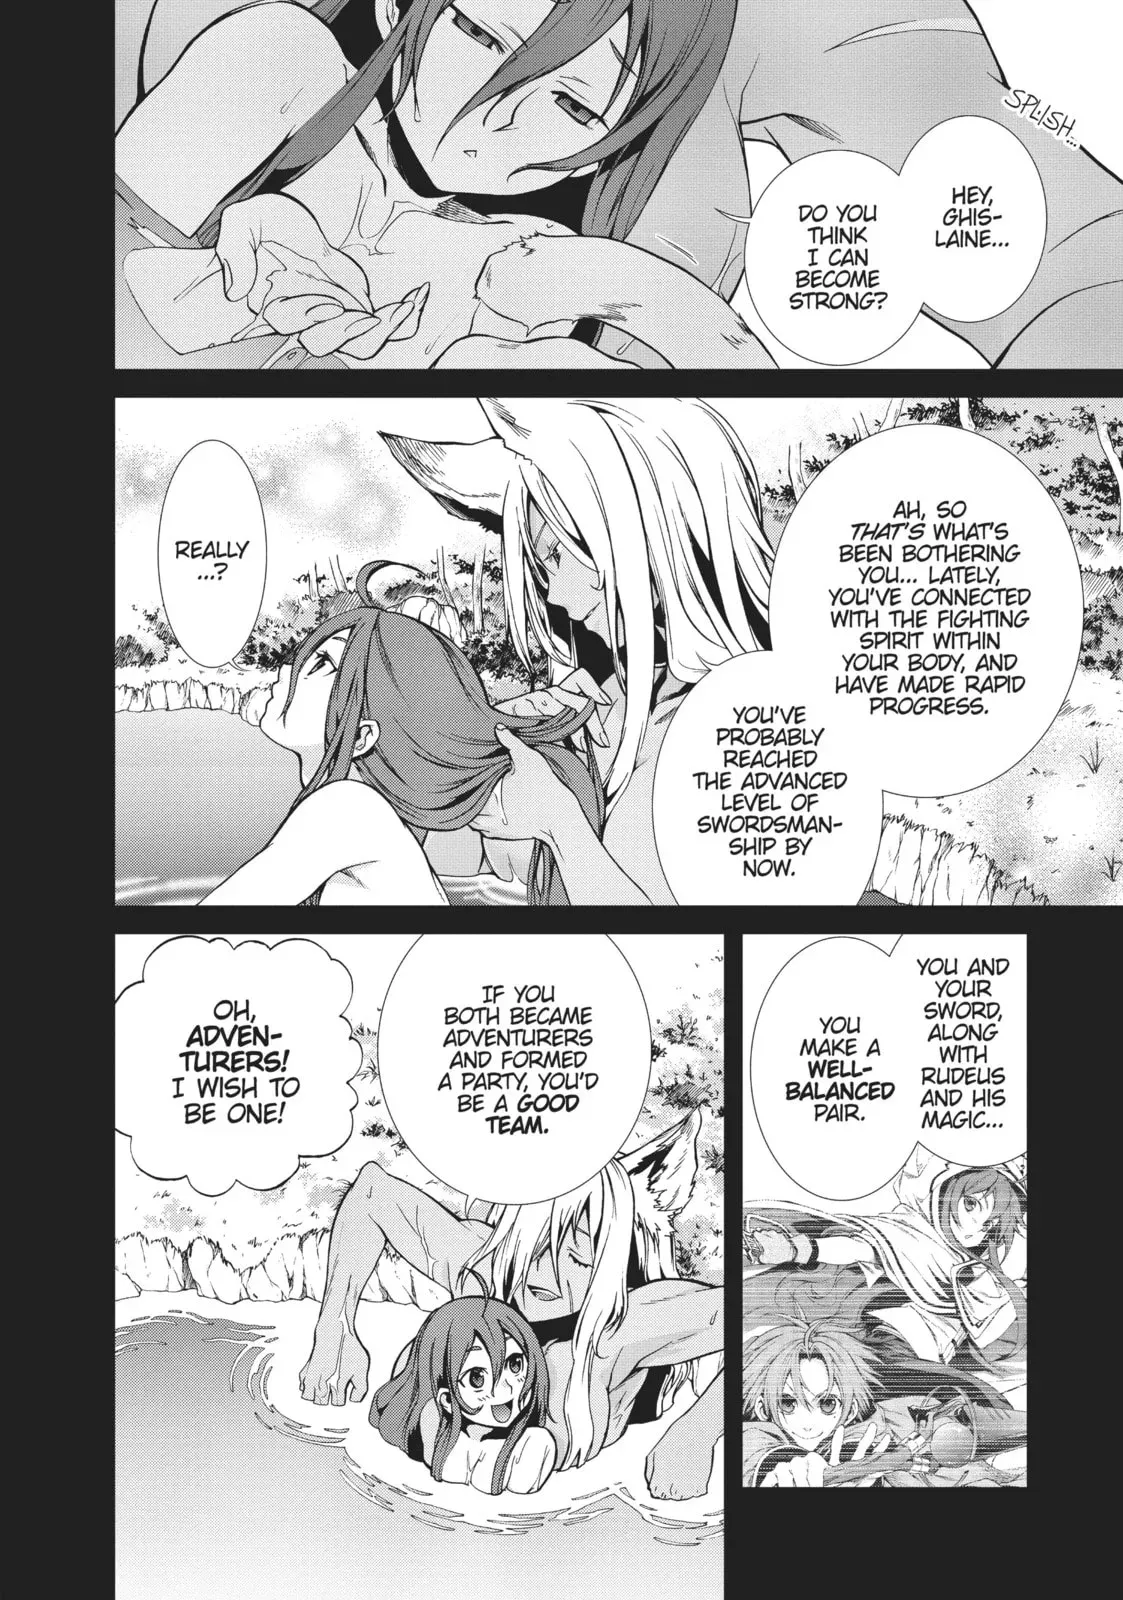 SPLISH...
HEY,
GHIS-
LAINE...
DO YOU
THINK
I CAN
BECOME
STRONG?
AH, SO
THAT'S WHAT'S
BEEN BOTHERING
YOU... LATELY,
YOU'VE CONNECTED
WITH THE FIGHTING
SPIRIT WITHIN
YOUR BODY, AND
HAVE MADE RAPID
PROGRESS.
YOU'VE
PROBABLY
REACHED
THE ADVANCED
LEVEL OF
SWORDSMAN-
SHIP BY
NOW.
REALLY
...?
YOU AND
YOUR
SWORD,
ALONG
WITH
RUDEUS
AND HIS
MAGIC...
YOU
MAKE A
WELL-
BALANCED
PAIR.
IF YOU
BOTH BECAME
ADVENTURERS
AND FORMED
A PARTY, YOU'D
BE A GOOD
TEAM.
OH,
ADVEN-
TURERS!
I WISH TO
BE ONE!